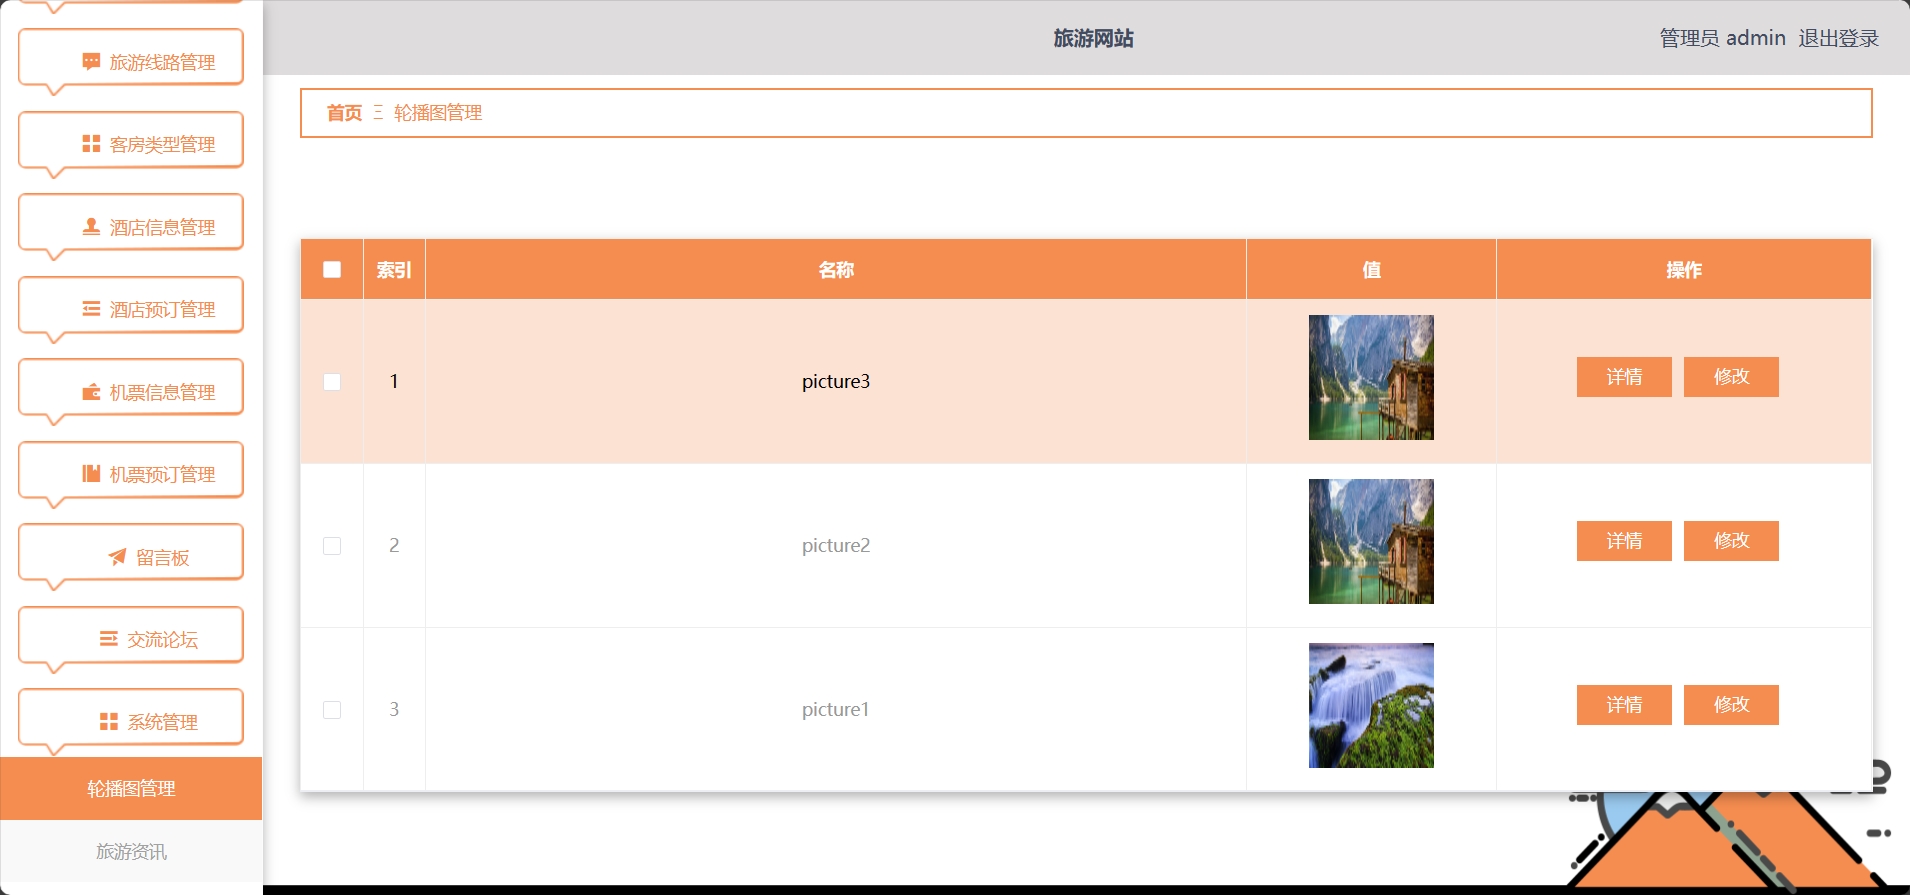 旅游网站
管理员 admin 退出登录
旅游线路管理
客房类型管理
酒店信息管理
酒店预订管理
机票信息管理
机票预订管理
留言板
交流论坛
系统管理
轮播图管理
旅游资讯
首页 Ξ 轮播图管理
索引 名称 值 操作
1 picture3 详情 修改
2 picture2 详情 修改
3 picture1 详情 修改